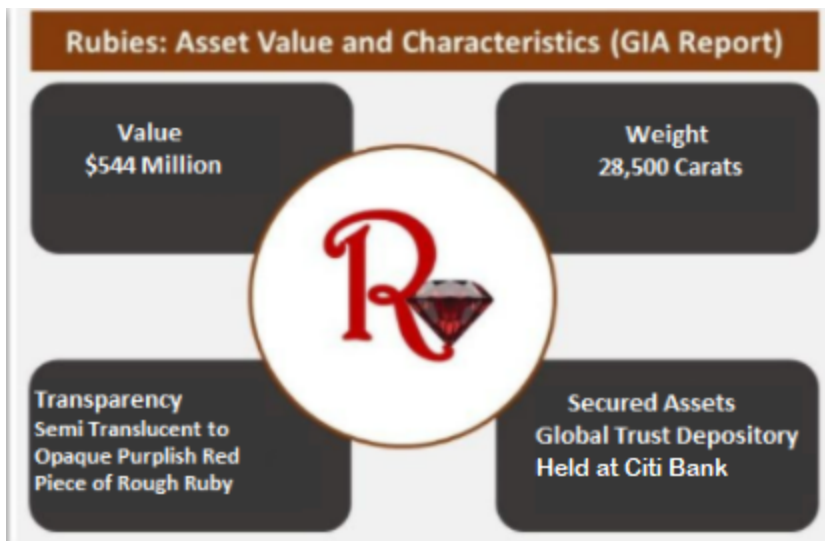 Rubies: Asset Value and Characteristics (GIA Report)
Value
$544 Million
Weight
28,500 Carats
R
Transparency
Semi Translucent to
Opaque Purplish Red
Piece of Rough Ruby
Secured Assets
Global Trust Depository
Held at Citi Bank